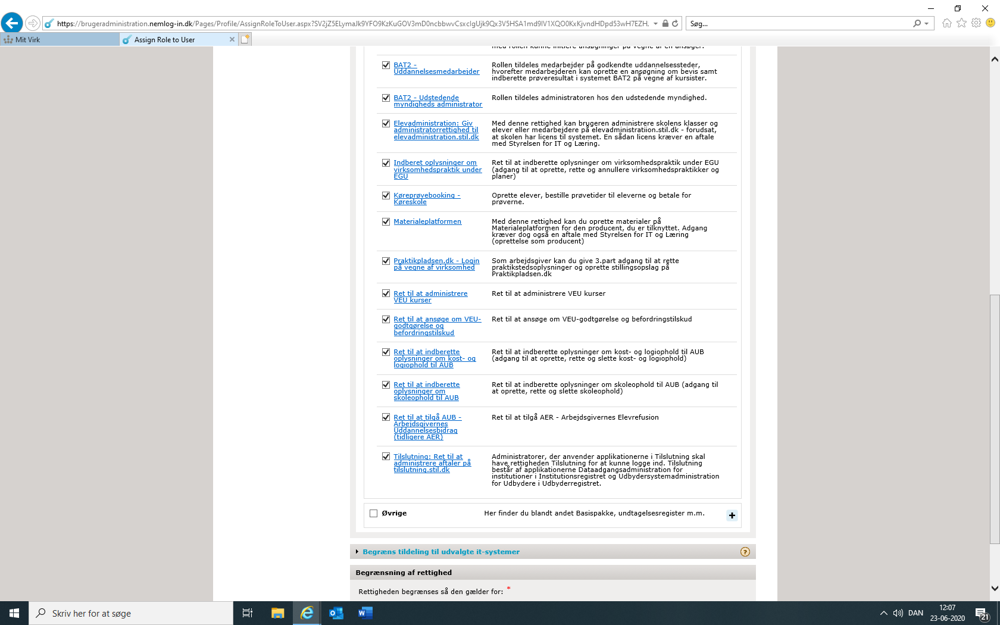 https://brugeradministration.nemlog-in.dk/Pages/Profile/AssignRoleToUser.aspx?
Søg...
Mit Virk
Assign Role to User
med rollen kunne initiere ansøgninger på vegne af en ansøger.
BAT2 -
Uddannelsesmedarbejder
Rollen tildeles medarbejder på godkendte uddannelsessteder,
hvorefter medarbejderen kan oprette en ansøgning om bevis samt
indberette prøveresultat i systemet BAT2 på vegne af kursister.
BAT2 - Udstedende
myndigheds administrator
Rollen tildeles administratoren hos den udstedende myndighed.
Elevadministration: Giv
administratorrettighed til
elevadministration.stil.dk
Med denne rettighed kan brugeren administrere skolens klasser og
elever eller medarbejdere på elevadministratiion.stil.dk - forudsat,
at skolen har licens til systemet. En sådan licens kræver en aftale
med Styrelsen for IT og Læring.
Indberet oplysninger om
virksomhedspraktik under
EGU
Ret til at indberette oplysninger om virksomhedspraktik under EGU
(adgang til at oprette, rette og annullere virksomhedspraktikker og
planer)
Køreprøvebooking -
Køreskole
Oprette elever, bestille prøvetider til eleverne og betale for
prøverne.
Materialeplatformen
Med denne rettighed kan du oprette materialer på
Materialeplatformen for den producent, du er tilknyttet. Adgang
kræver dog også en aftale med Styrelsen for IT og Læring
(oprettelse som producent)
Praktikpladsen.dk - Login
på vegne af virksomhed
Som arbejdsgiver kan du give 3.part adgang til at rette
praktikstedsoplysninger og oprette stillingsopslag på
Praktikpladsen.dk
Ret til at administrere
VEU kurser
Ret til at administrere VEU kurser
Ret til at ansøge om VEU-
godtgørelse og
befordringstilskud
Ret til at ansøge om VEU-godtgørelse og befordringstilskud
Ret til at indberette
oplysninger om kost- og
logiophold til AUB
Ret til at indberette oplysninger om kost- og logiophold til AUB
(adgang til at oprette, rette og slette kost- og logiophold)
Ret til at indberette
oplysninger om
skoleophold til AUB
Ret til at indberette oplysninger om skoleophold til AUB (adgang til
at oprette, rette og slette skoleophold)
Ret til at tilgå AUB -
Arbejdsgivernes
Uddannelsesbidrag
(tidligere AER)
Ret til at tilgå AER - Arbejdsgivernes Elevrefusion
Tilslutning: Ret til at
administrere aftaler på
tilslutning.stil.dk
Administratorer, der anvender applikationerne i Tilslutning skal
have rettigheden Tilslutning for at kunne logge ind. Tilslutning
består af applikationerne Dataadgangsadministration for
institutioner i Institutionsregistret og Udbydersystemadministration
for Udbydere i Udbyderregistret.
Øvrige
Her finder du blandt andet Basispakke, undtagelsesregister m.m.
Begræns tildeling til udvalgte it-systemer
?
Begrænsning af rettighed
Rettigheden begrænses så den gælder for: *
Skriv her for at søge
DAN
12:07
23-06-2020
21